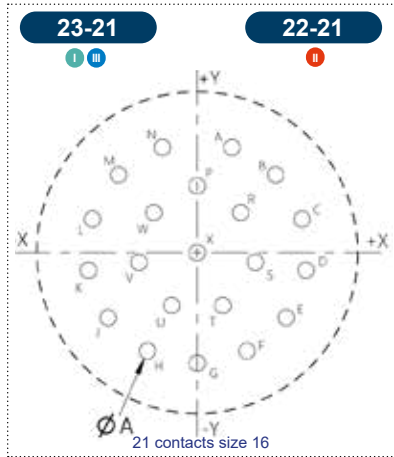 23-21 22-21
I III II
+Y
N A
M P B
L W R C
X X +X
K V S D
J U T E
H G F
ØA
-Y
21 contacts size 16